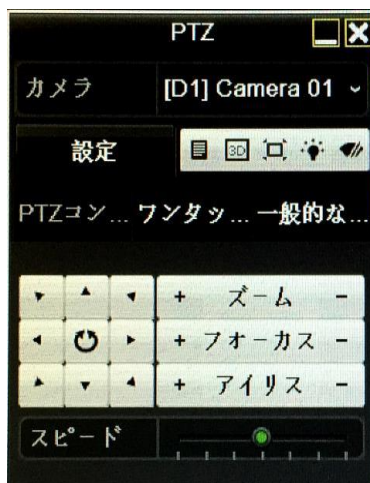 PTZ
カメラ [D1] Camera 01
設定 3D
PTZコン... ワンタッ... 一般的な...
+ ズーム -
+ フォーカス -
+ アイリス -
スピード